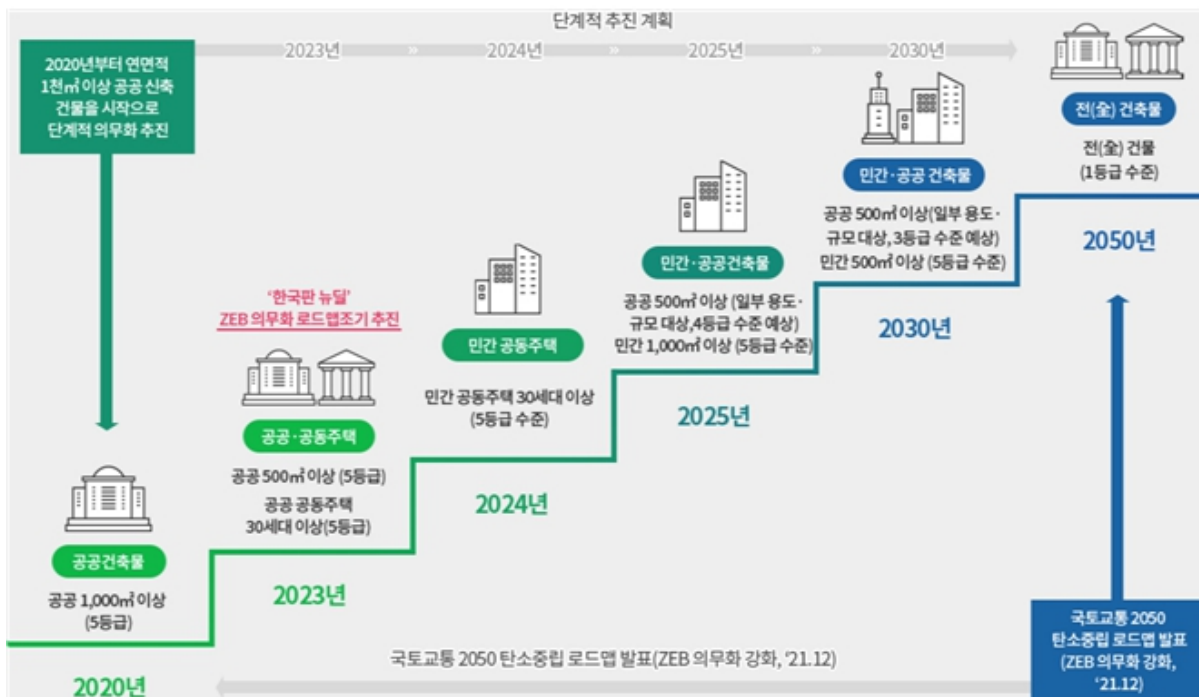 단계적 추진 계획
2023년 » 2024년 » 2025년 » 2030년
2020년부터 연면적
1천㎡ 이상 공공 신축
건물을 시작으로
단계적 의무화 추진
공공건축물
공공 1,000㎡ 이상
(5등급)
2020년
'한국판 뉴딜'
ZEB 의무화 로드맵조기 추진
공공·공동주택
공공 500㎡ 이상 (5등급)
공공 공동주택
30세대 이상(5등급)
2023년
민간 공동주택
민간 공동주택 30세대 이상
(5등급 수준)
2024년
민간·공공건축물
공공 500㎡ 이상 (일부 용도·
규모 대상,4등급 수준 예상)
민간 1,000㎡ 이상 (5등급 수준)
2025년
민간·공공 건축물
공공 500㎡ 이상(일부 용도·
규모 대상, 3등급 수준 예상)
민간 500㎡ 이상 (5등급 수준)
2030년
전(全) 건축물
전(全) 건물
(1등급 수준)
2050년
국토교통 2050
탄소중립 로드맵 발표
(ZEB 의무화 강화,
'21.12)
국토교통 2050 탄소중립 로드맵 발표(ZEB 의무화 강화, '21.12)